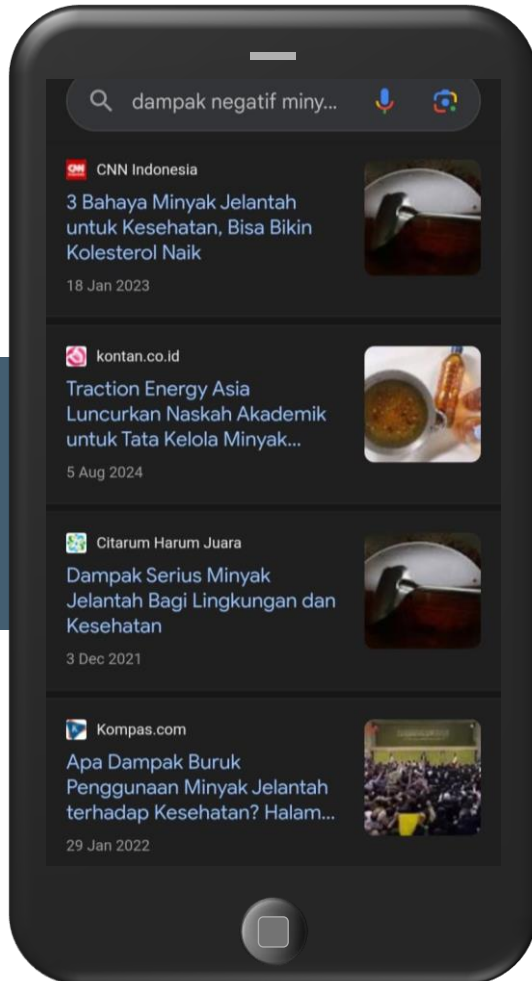 dampak negatif miny...
CNN Indonesia
3 Bahaya Minyak Jelantah
untuk Kesehatan, Bisa Bikin
Kolesterol Naik
18 Jan 2023
kontan.co.id
Traction Energy Asia
Luncurkan Naskah Akademik
untuk Tata Kelola Minyak...
5 Aug 2024
Citarum Harum Juara
Dampak Serius Minyak
Jelantah Bagi Lingkungan dan
Kesehatan
3 Dec 2021
Kompas.com
Apa Dampak Buruk
Penggunaan Minyak Jelantah
terhadap Kesehatan? Halam...
29 Jan 2022